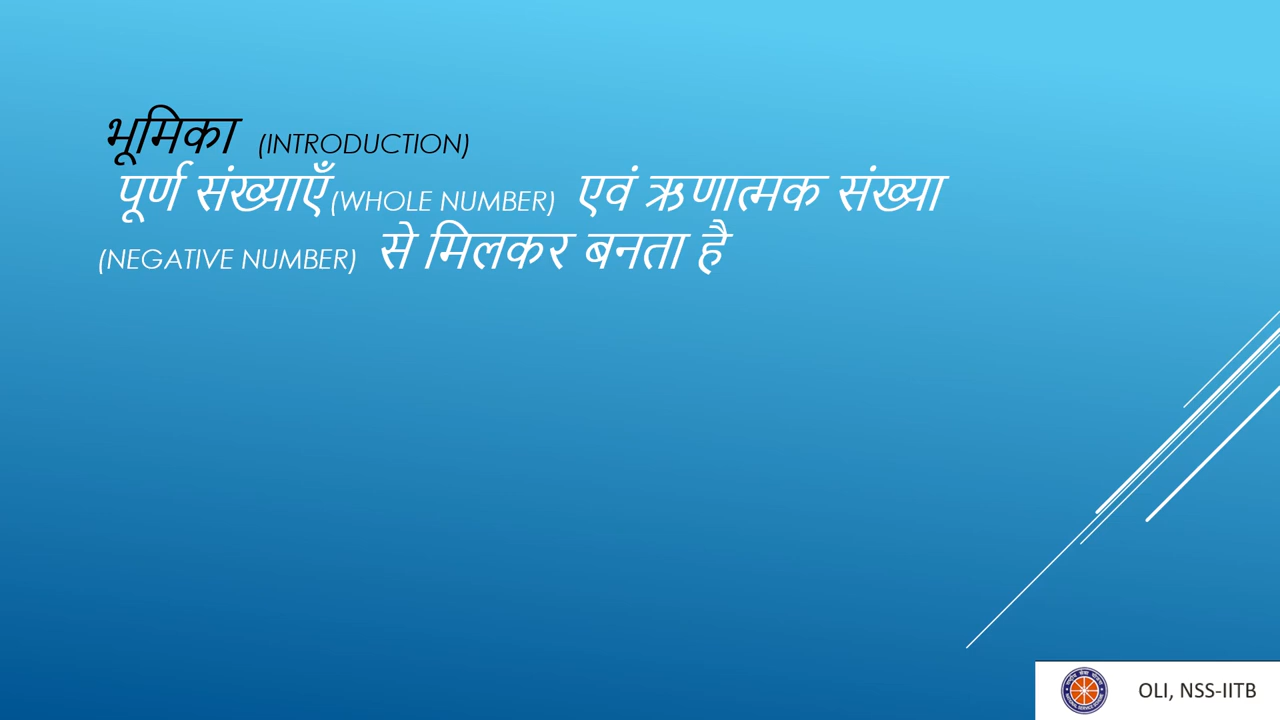 भूमिका (INTRODUCTION)
पूर्ण संख्याएँ (WHOLE NUMBER) एवं ऋणात्मक संख्या
(NEGATIVE NUMBER) से मिलकर बनता है
OLI, NSS-IITB